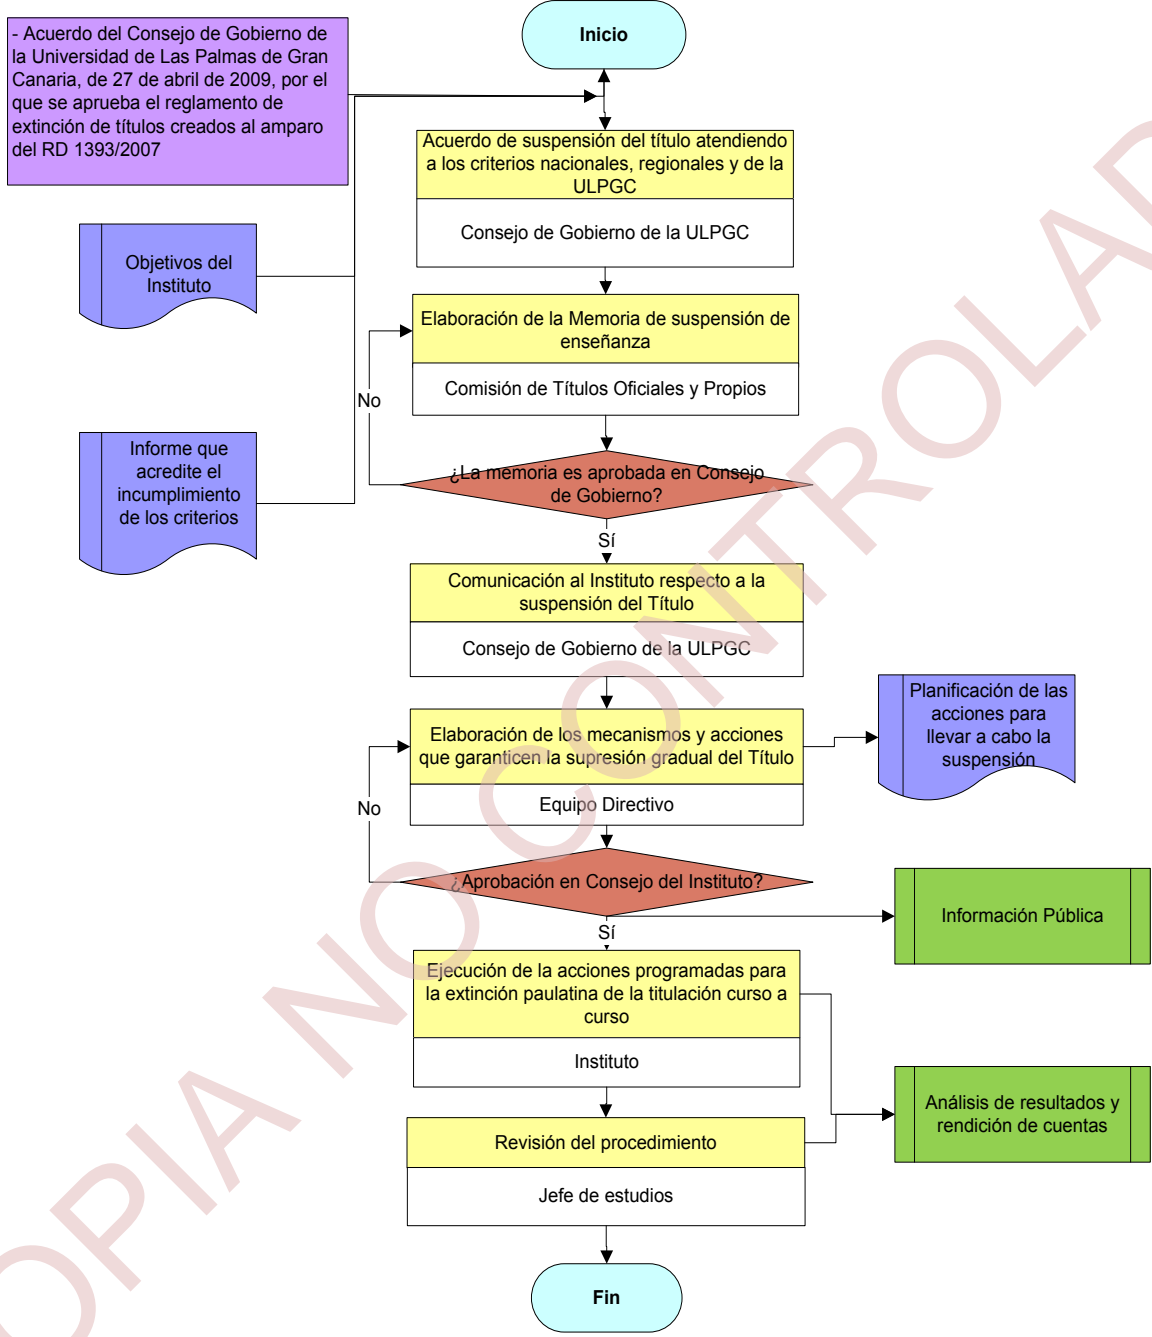 Inicio
- Acuerdo del Consejo de Gobierno de
la Universidad de Las Palmas de Gran
Canaria, de 27 de abril de 2009, por el
que se aprueba el reglamento de
extinción de títulos creados al amparo
del RD 1393/2007
Acuerdo de suspensión del título atendiendo
a los criterios nacionales, regionales y de la
ULPGC
Consejo de Gobierno de la ULPGC
Objetivos del
Instituto
Elaboración de la Memoria de suspensión de
enseñanza
Comisión de Títulos Oficiales y Propios
No
Informe que
acredite el
incumplimiento
de los criterios
¿La memoria es aprobada en Consejo
de Gobierno?
Sí
Comunicación al Instituto respecto a la
suspensión del Título
Consejo de Gobierno de la ULPGC
Planificación de las
acciones para
llevar a cabo la
suspensión
Elaboración de los mecanismos y acciones
que garanticen la supresión gradual del Título
Equipo Directivo
No
¿Aprobación en Consejo del Instituto?
Información Pública
Sí
Ejecución de la acciones programadas para
la extinción paulatina de la titulación curso a
curso
Instituto
Análisis de resultados y
rendición de cuentas
Revisión del procedimiento
Jefe de estudios
Fin
OPIA NO CONTROLAD